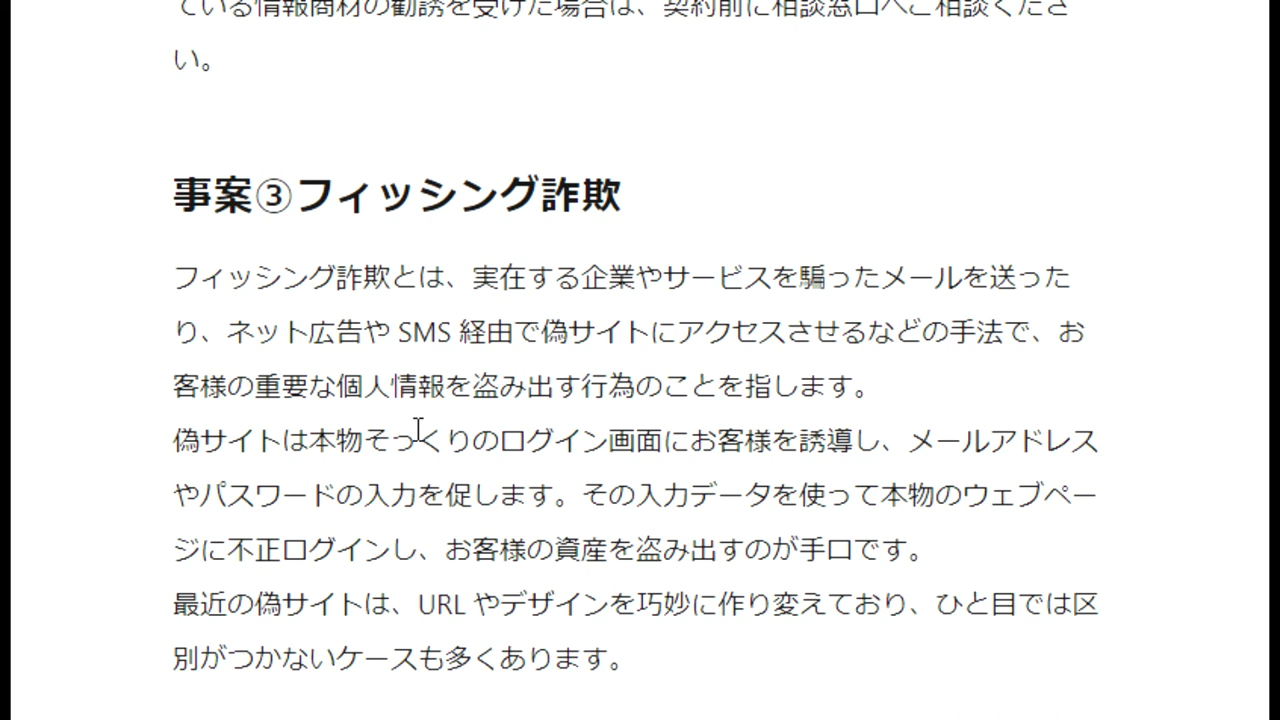 ている情報商材の勧誘を受けた場合は、契約前に相談窓口へご相談くださ
い。
事案③フィッシング詐欺
フィッシング詐欺とは、実在する企業やサービスを騙ったメールを送った
り、ネット広告や SMS 経由で偽サイトにアクセスさせるなどの手法で、お
客様の重要な個人情報を盗み出す行為のことを指します。
偽サイトは本物そっくりのログイン画面にお客様を誘導し、メールアドレス
やパスワードの入力を促します。その入力データを使って本物のウェブペー
ジに不正ログインし、お客様の資産を盗み出すのが手口です。
最近の偽サイトは、URL やデザインを巧妙に作り変えており、ひと目では区
別がつかないケースも多くあります。